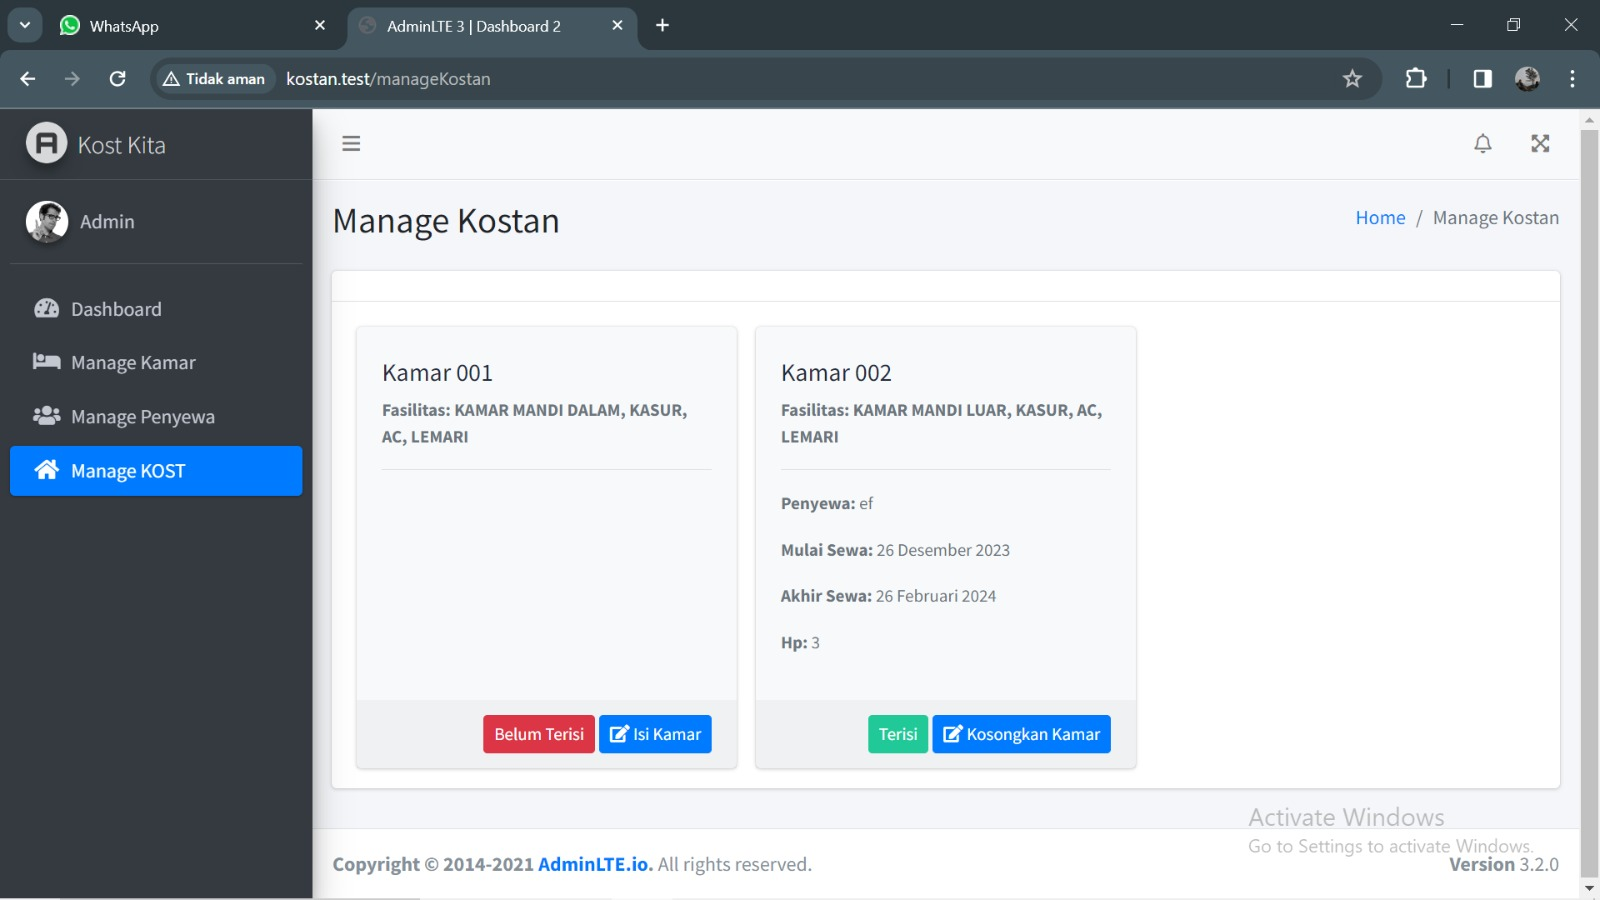 WhatsApp
AdminLTE 3 | Dashboard 2
Tidak aman
kostan.test/manageKostan
Kost Kita
Admin
Dashboard
Manage Kamar
Manage Penyewa
Manage KOST
Manage Kostan
Home / Manage Kostan
Kamar 001
Fasilitas: KAMAR MANDI DALAM, KASUR,
AC, LEMARI
Belum Terisi
Isi Kamar
Kamar 002
Fasilitas: KAMAR MANDI LUAR, KASUR, AC,
LEMARI
Penyewa: ef
Mulai Sewa: 26 Desember 2023
Akhir Sewa: 26 Februari 2024
Hp: 3
Terisi
Kosongkan Kamar
Activate Windows
Go to Settings to activate Windows.
Copyright © 2014-2021 AdminLTE.io. All rights reserved.
Version 3.2.0